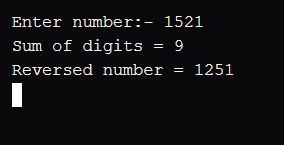 Enter number:- 1521
Sum of digits = 9
Reversed number = 1251